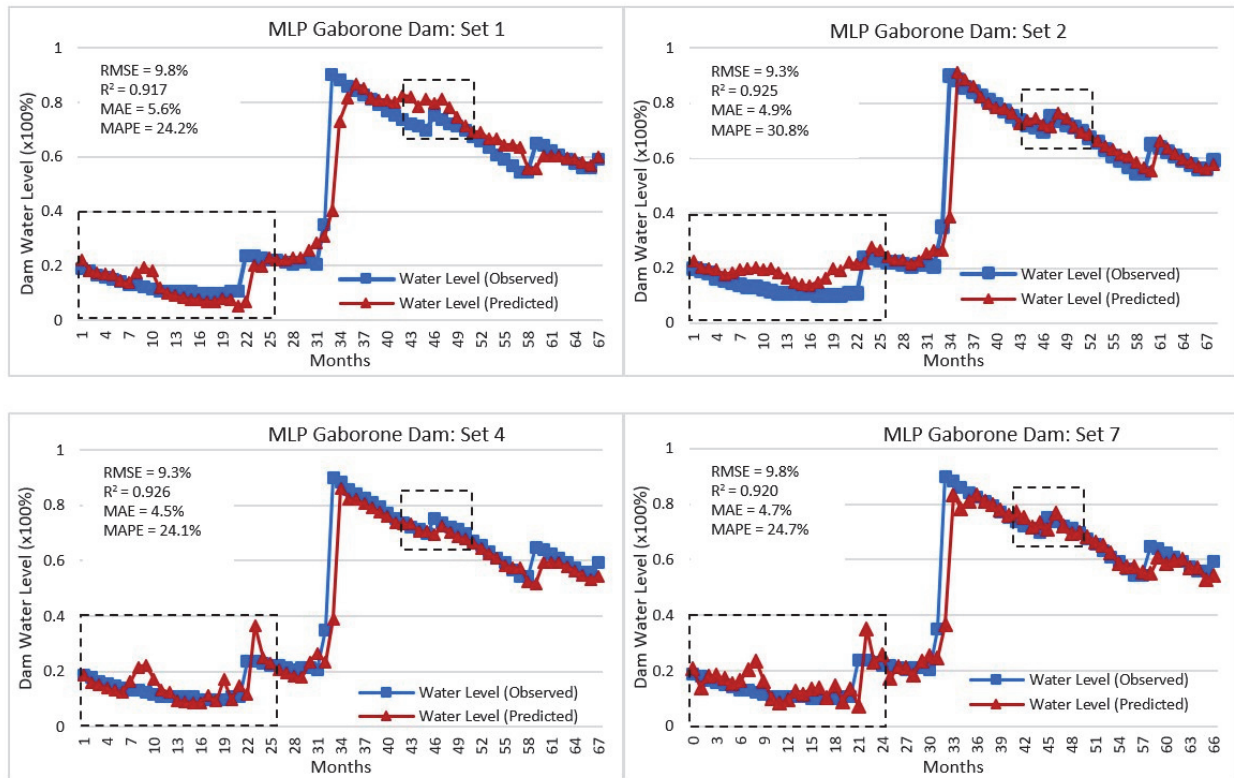 MLP Gaborone Dam: Set 1
1
0.8
0.6
0.4
0.2
0
Dam Water Level (x100%)
RMSE = 9.8%
R² = 0.917
MAE = 5.6%
MAPE = 24.2%
Water Level (Observed)
Water Level (Predicted)
1 4 7 10 13 16 19 22 25 28 31 34 37 40 43 46 49 52 55 58 61 64 67
Months
MLP Gaborone Dam: Set 2
1
0.8
0.6
0.4
0.2
0
Dam Water Level (x100%)
RMSE = 9.3%
R² = 0.925
MAE = 4.9%
MAPE = 30.8%
Water Level (Observed)
Water Level (Predicted)
1 4 7 10 13 16 19 22 25 28 31 34 37 40 43 46 49 52 55 58 61 64 67
Months
MLP Gaborone Dam: Set 4
1
0.8
0.6
0.4
0.2
0
Dam Water Level (x100%)
RMSE = 9.3%
R² = 0.926
MAE = 4.5%
MAPE = 24.1%
Water Level (Observed)
Water Level (Predicted)
1 4 7 10 13 16 19 22 25 28 31 34 37 40 43 46 49 52 55 58 61 64 67
Months
MLP Gaborone Dam: Set 7
1
0.8
0.6
0.4
0.2
0
Dam Water Level (x100%)
RMSE = 9.8%
R² = 0.920
MAE = 4.7%
MAPE = 24.7%
Water Level (Observed)
Water Level (Predicted)
0 3 6 9 12 15 18 21 24 27 30 33 36 39 42 45 48 51 54 57 60 63 66
Months